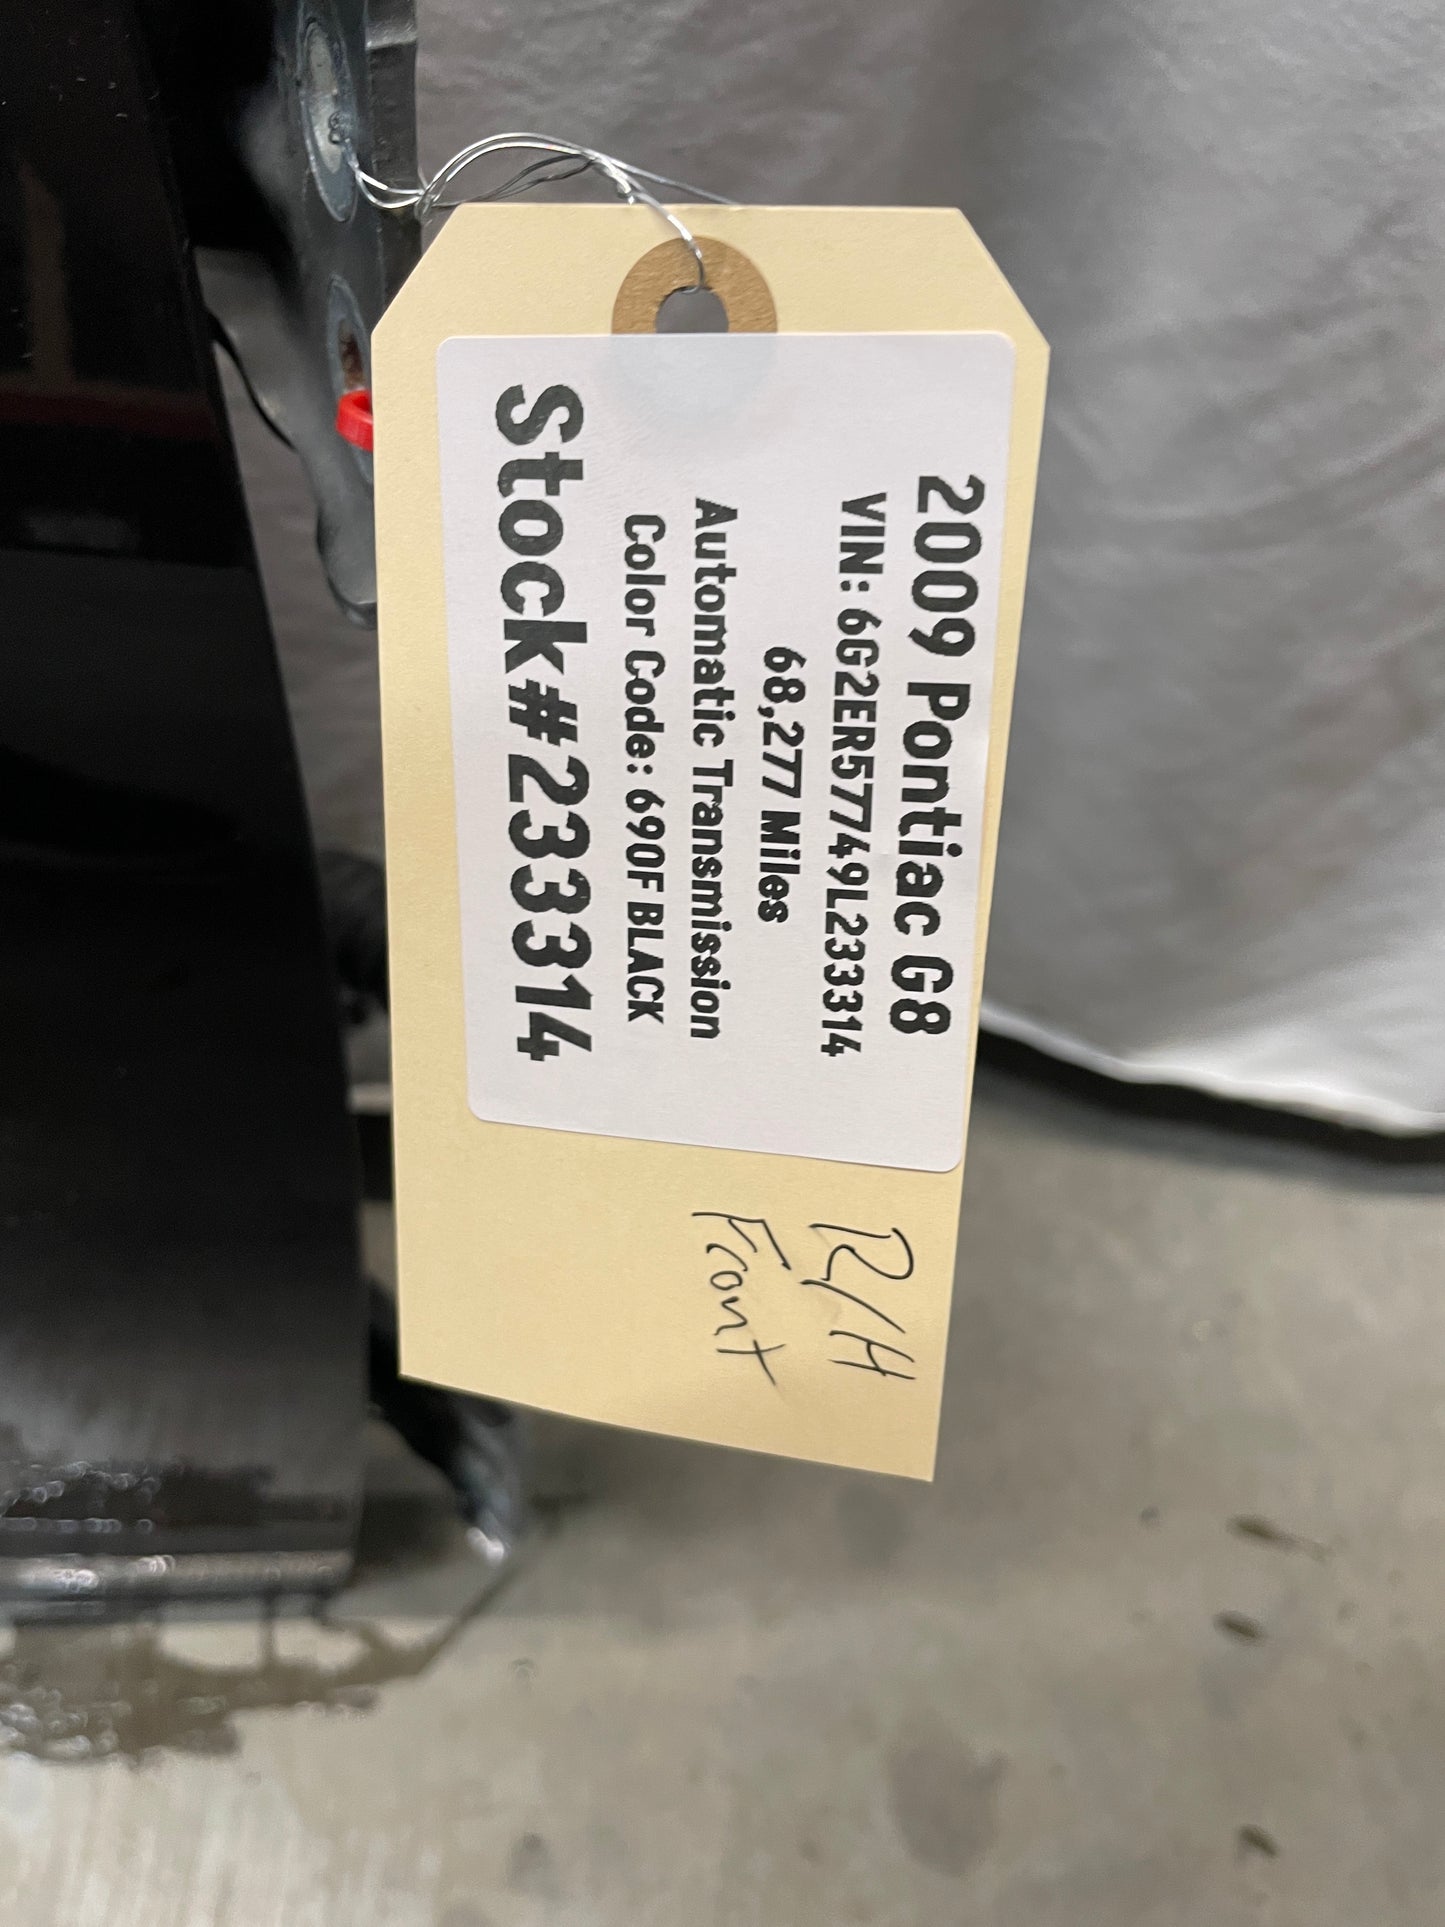 2009 Pontiac G8
VIN: 6G2ER57749L233314
68,277 Miles
Automatic Transmission
Color Code: 690F BLACK
Stock#233314
R/H
Front